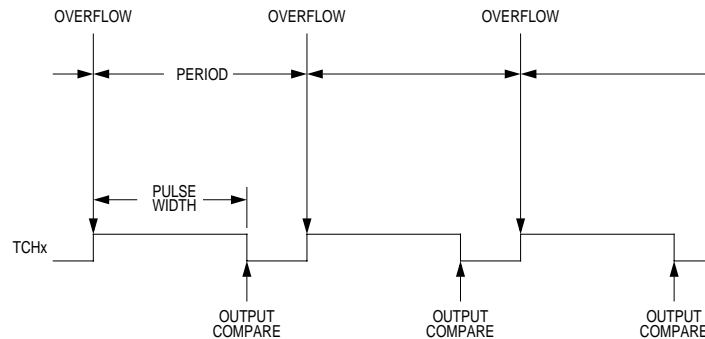 OVERFLOW OVERFLOW OVERFLOW
PERIOD
PULSE
WIDTH
TCHx
OUTPUT
COMPARE
OUTPUT
COMPARE
OUTPUT
COMPARE